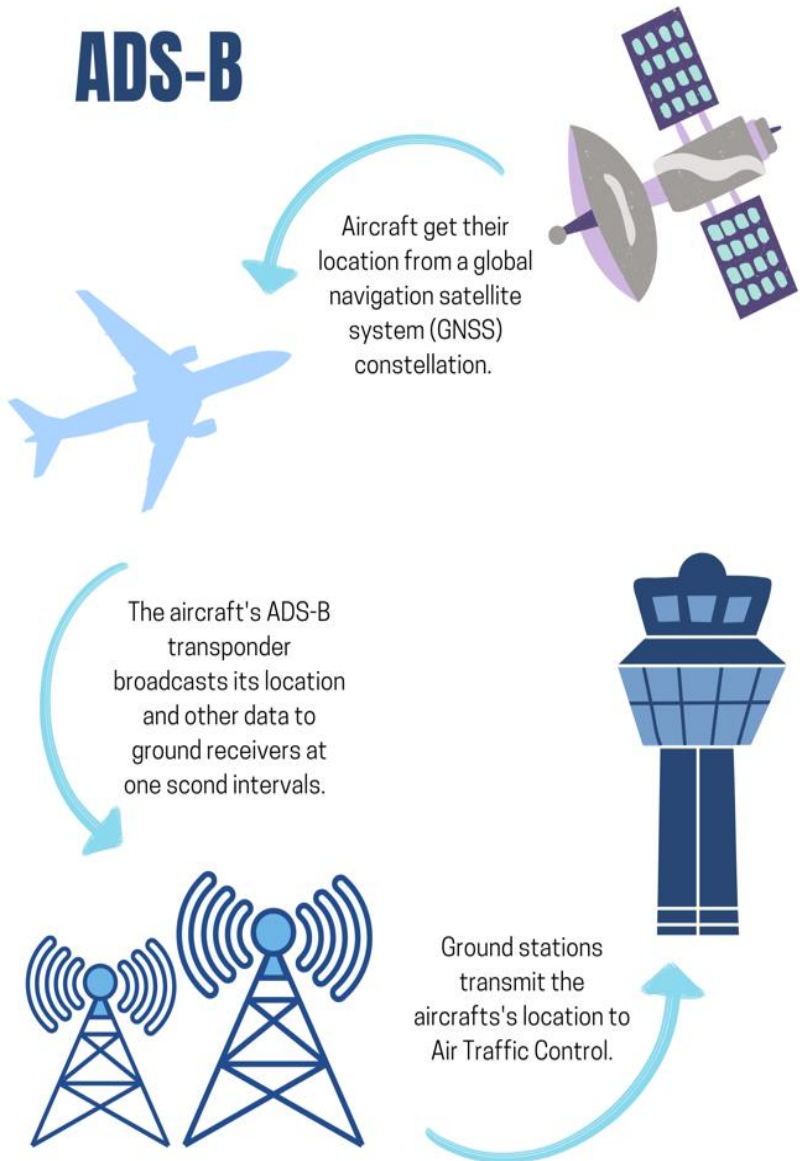 ADS-B
Aircraft get their
location from a global
navigation satellite
system (GNSS)
constellation.
The aircraft's ADS-B
transponder
broadcasts its location
and other data to
ground receivers at
one scond intervals.
Ground stations
transmit the
aircrafts's location to
Air Traffic Control.